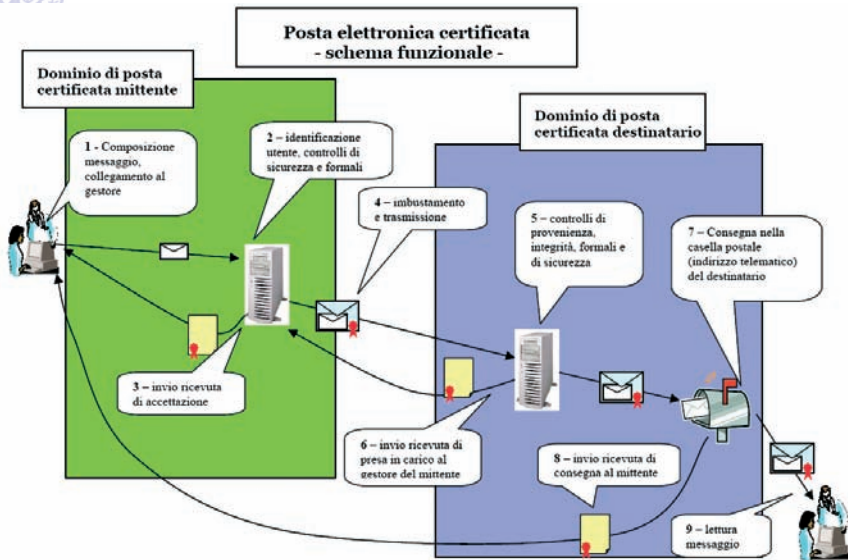 Posta elettronica certificata
- schema funzionale -
Dominio di posta
certificata mittente
Dominio di posta
certificata destinatario
1 - Composizione
messaggio,
collegamento al
gestore
2 – identificazione
utente, controlli di
sicurezza e formali
3 – invio ricevuta
di accettazione
4 – imbustamento
e trasmissione
5 – controlli di
provenienza,
integrità, formali e
di sicurezza
6 – invio ricevuta di
presa in carico al
gestore del mittente
7 – Consegna nella
casella postale
(indirizzo telematico)
del destinatario
8 – invio ricevuta di
consegna al mittente
9 – lettura
messaggio